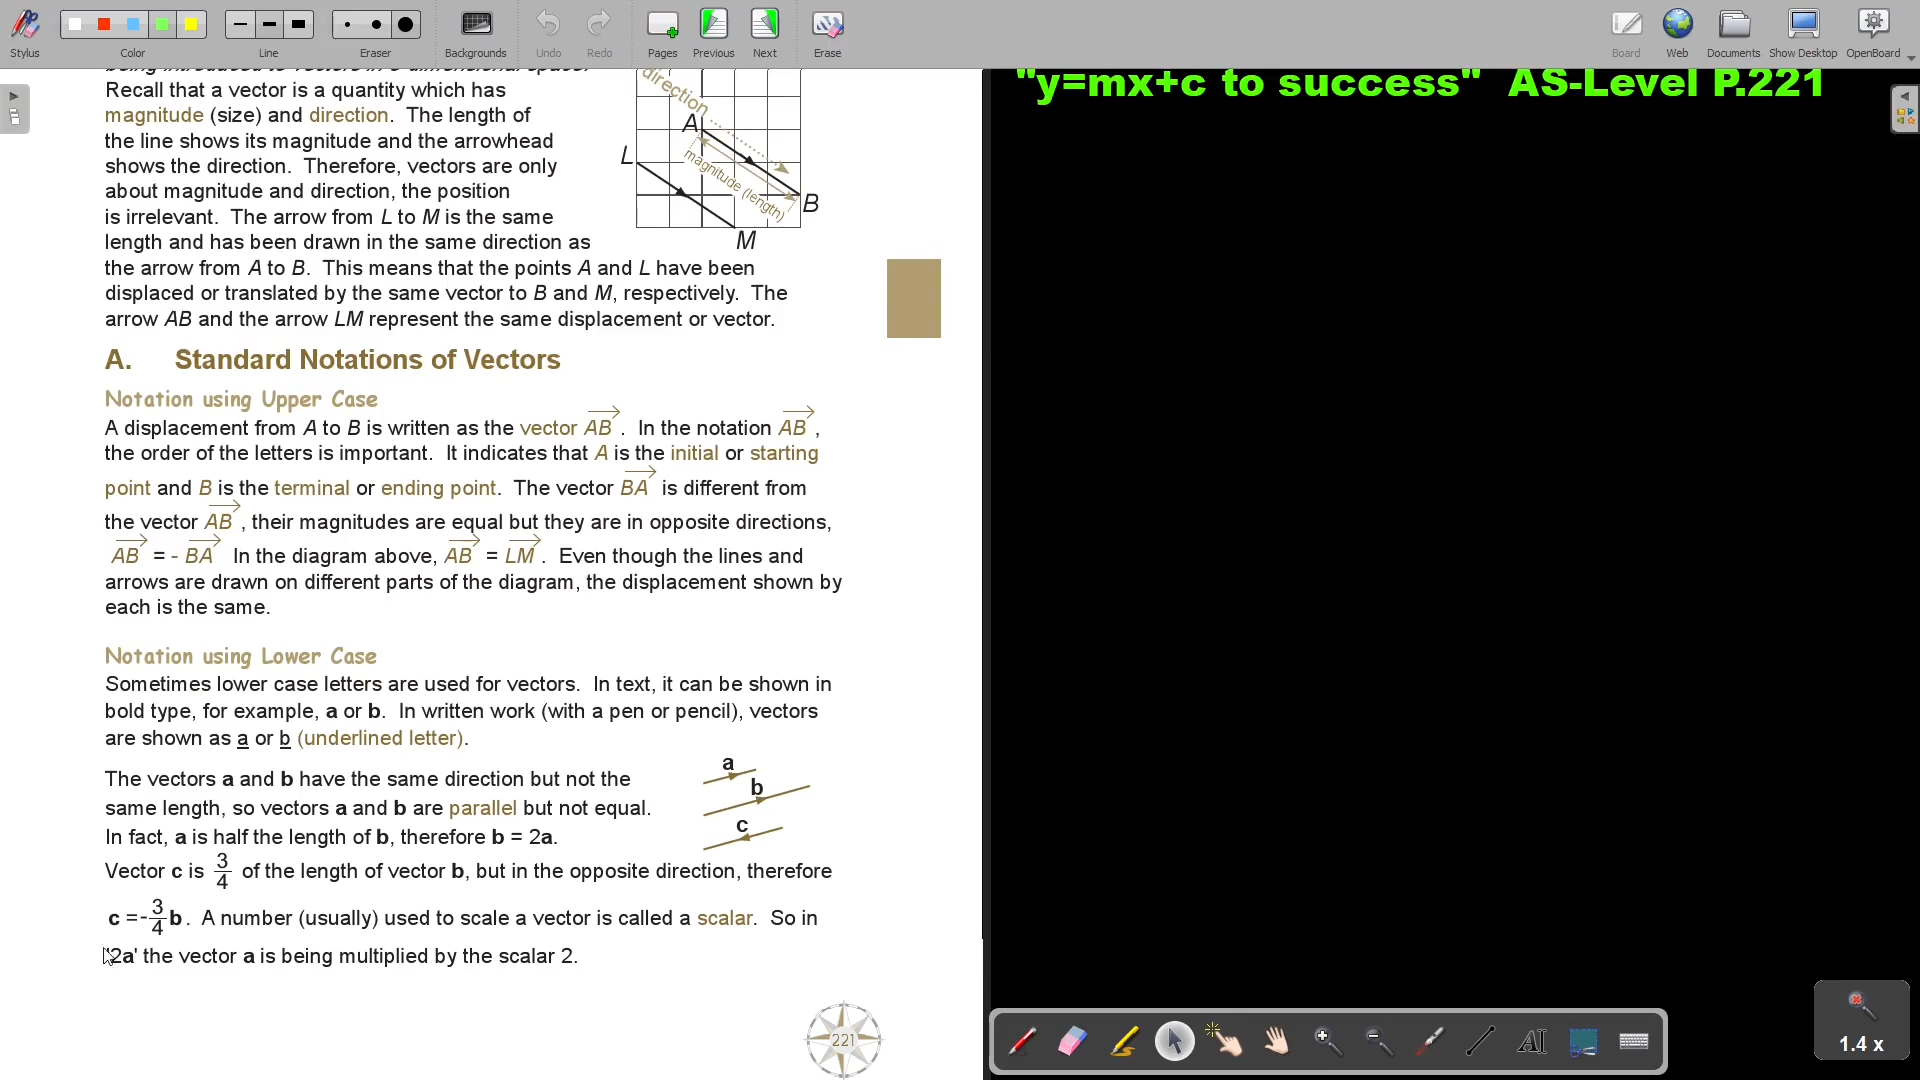 Stylus
Color
Line
Eraser
Backgrounds
Undo
Redo
Pages
Previous
Next
Erase
Board
Web
Documents
Show Desktop
OpenBoard
"y=mx+c to success" AS-Level P.221
Recall that a vector is a quantity which has
magnitude (size) and direction. The length of
the line shows its magnitude and the arrowhead
shows the direction. Therefore, vectors are only
about magnitude and direction, the position
is irrelevant. The arrow from L to M is the same
length and has been drawn in the same direction as
the arrow from A to B. This means that the points A and L have been
displaced or translated by the same vector to B and M, respectively. The
arrow AB and the arrow LM represent the same displacement or vector.
direction
A
L
magnitude (length)
B
M
A. Standard Notations of Vectors
Notation using Upper Case
A displacement from A to B is written as the vector \overrightarrow{AB}. In the notation \overrightarrow{AB},
the order of the letters is important. It indicates that A is the initial or starting
point and B is the terminal or ending point. The vector \overrightarrow{BA} is different from
the vector \overrightarrow{AB}, their magnitudes are equal but they are in opposite directions,
\overrightarrow{AB} = - \overrightarrow{BA} In the diagram above, \overrightarrow{AB} = \overrightarrow{LM}. Even though the lines and
arrows are drawn on different parts of the diagram, the displacement shown by
each is the same.
Notation using Lower Case
Sometimes lower case letters are used for vectors. In text, it can be shown in
bold type, for example, a or b. In written work (with a pen or pencil), vectors
are shown as a or b (underlined letter).
The vectors a and b have the same direction but not the
same length, so vectors a and b are parallel but not equal.
In fact, a is half the length of b, therefore b = 2a.
a
b
c
Vector c is 3/4 of the length of vector b, but in the opposite direction, therefore
c =-3/4 b. A number (usually) used to scale a vector is called a scalar. So in
'2a' the vector a is being multiplied by the scalar 2.
221
1.4 x